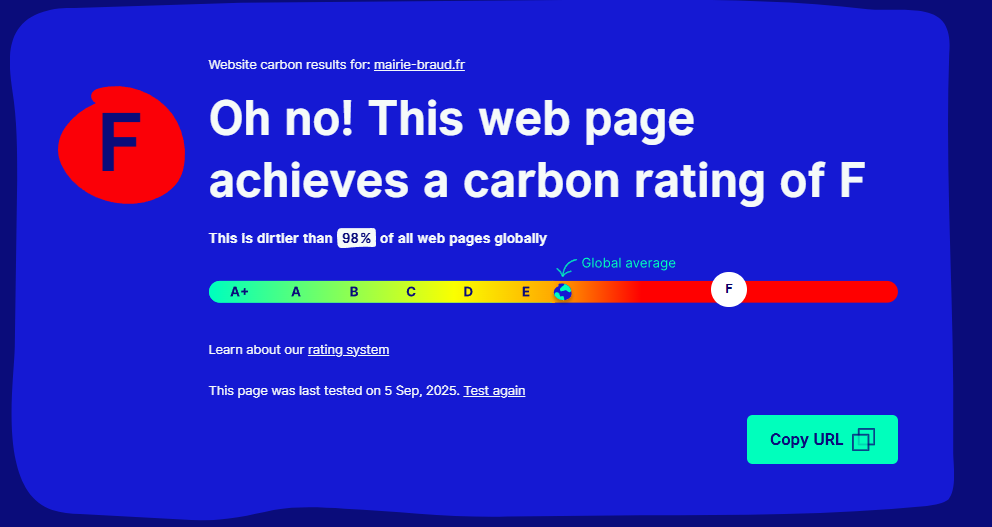 Website carbon results for: mairie-braud.fr
F
Oh no! This web page
achieves a carbon rating of F
This is dirtier than 98% of all web pages globally
Global average
A+ A B C D E F
Learn about our rating system
This page was last tested on 5 Sep, 2025. Test again
Copy URL